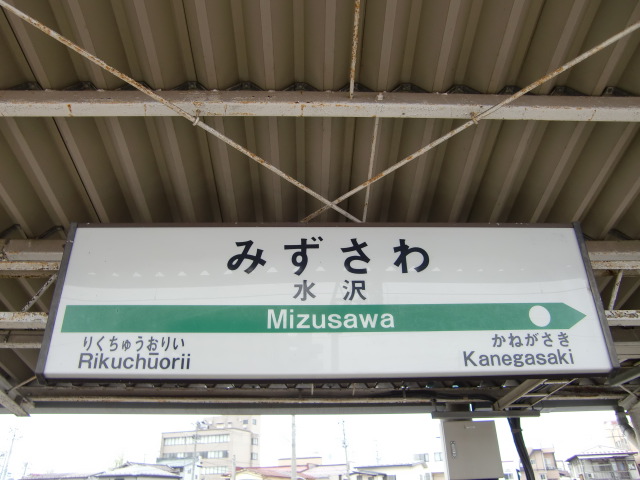 みずさわ
水沢
Mizusawa
りくちゅうおりい
Rikuchūorii
かねがさき
Kanegasaki